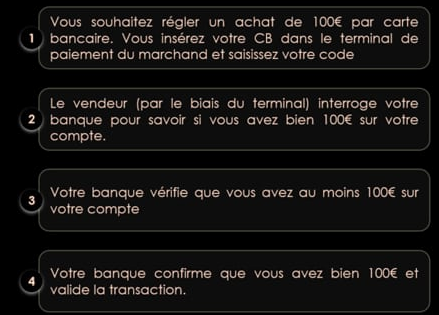 1
Vous souhaitez régler un achat de 100€ par carte
bancaire. Vous insérez votre CB dans le terminal de
paiement du marchand et saisissez votre code
2
Le vendeur (par le biais du terminal) interroge votre
banque pour savoir si vous avez bien 100€ sur votre
compte.
3
Votre banque vérifie que vous avez au moins 100€ sur
votre compte
4
Votre banque confirme que vous avez bien 100€ et
valide la transaction.